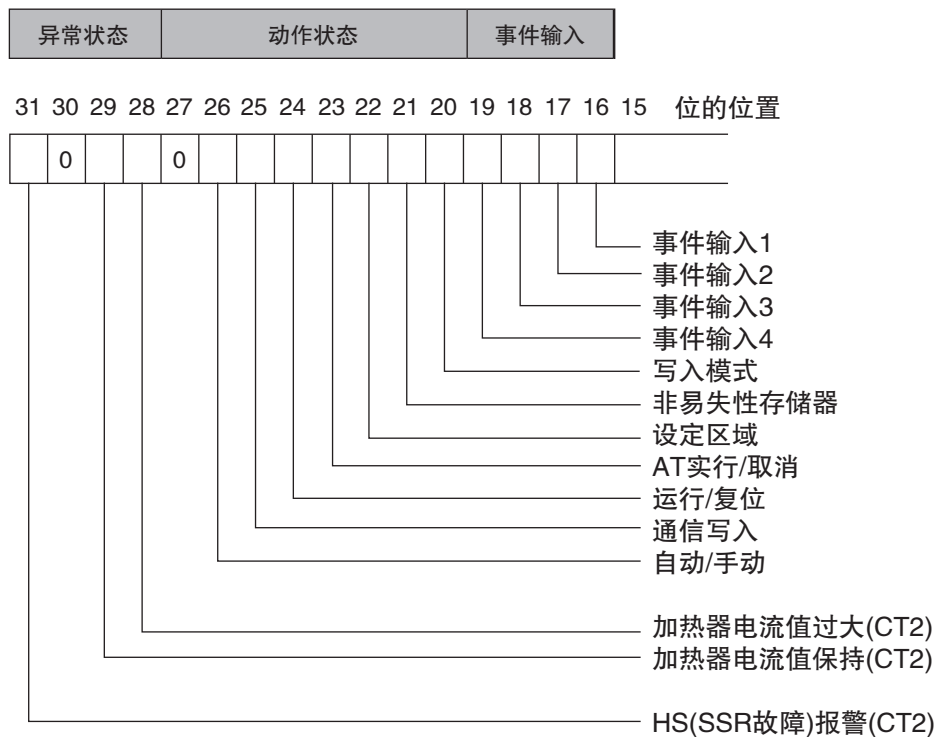 异常状态 动作状态 事件输入
31 30 29 28 27 26 25 24 23 22 21 20 19 18 17 16 15 位的位置
0 0
事件输入1
事件输入2
事件输入3
事件输入4
写入模式
非易失性存储器
设定区域
AT实行/取消
运行/复位
通信写入
自动/手动
加热器电流值过大(CT2)
加热器电流值保持(CT2)
HS(SSR故障)报警(CT2)